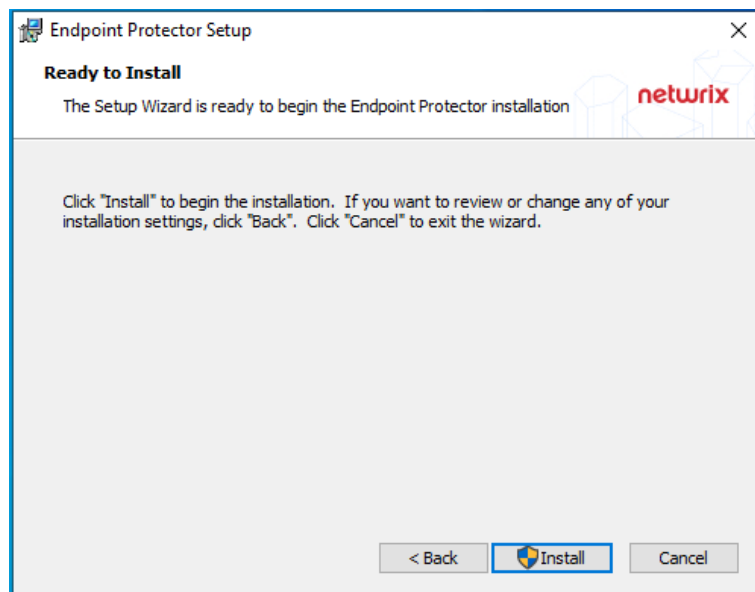 Endpoint Protector Setup
Ready to Install
The Setup Wizard is ready to begin the Endpoint Protector installation
netwrix
Click "Install" to begin the installation. If you want to review or change any of your
installation settings, click "Back". Click "Cancel" to exit the wizard.
< Back
Install
Cancel